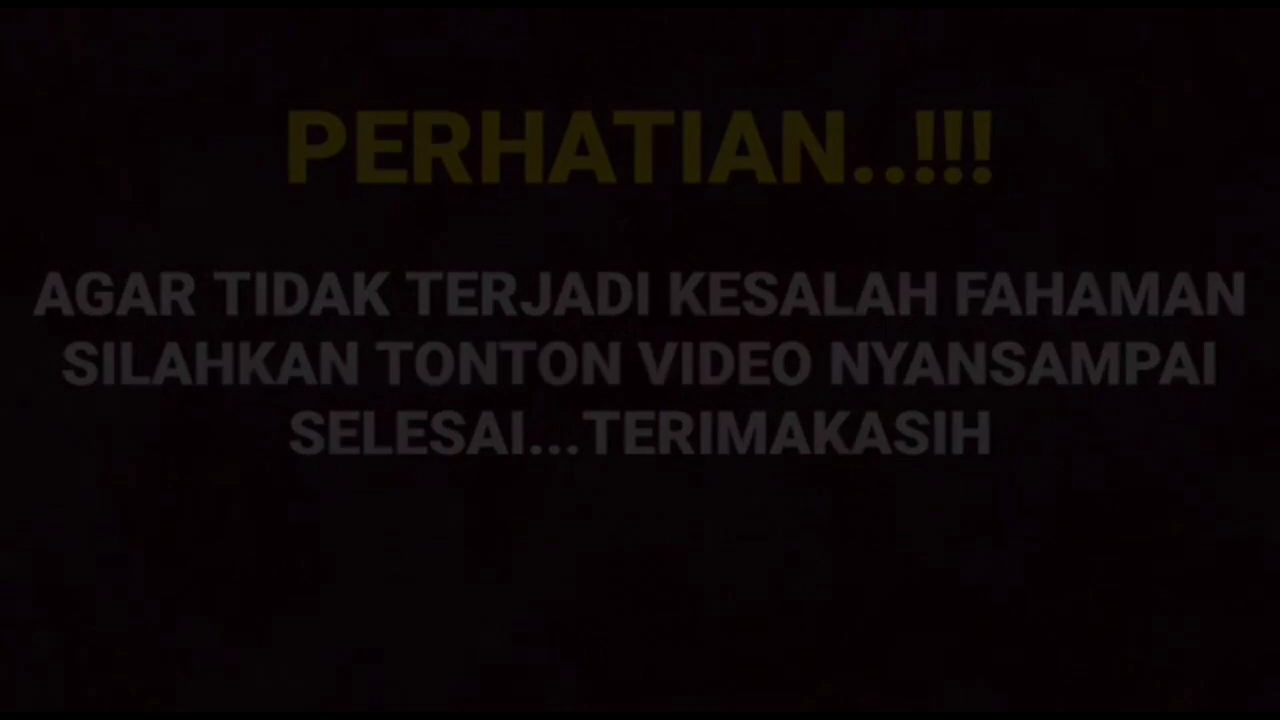 PERHATIAN..!!!
AGAR TIDAK TERJADI KESALAH FAHAMAN
SILAHKAN TONTON VIDEO NYANSAMPAI
SELESAI...TERIMAKASIH